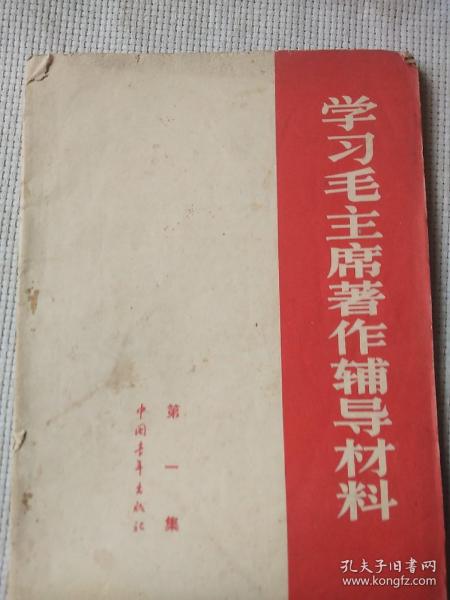 学习毛主席著作辅导材料
第一集
中国青年出版社
孔夫子旧书网
www.kongfz.com